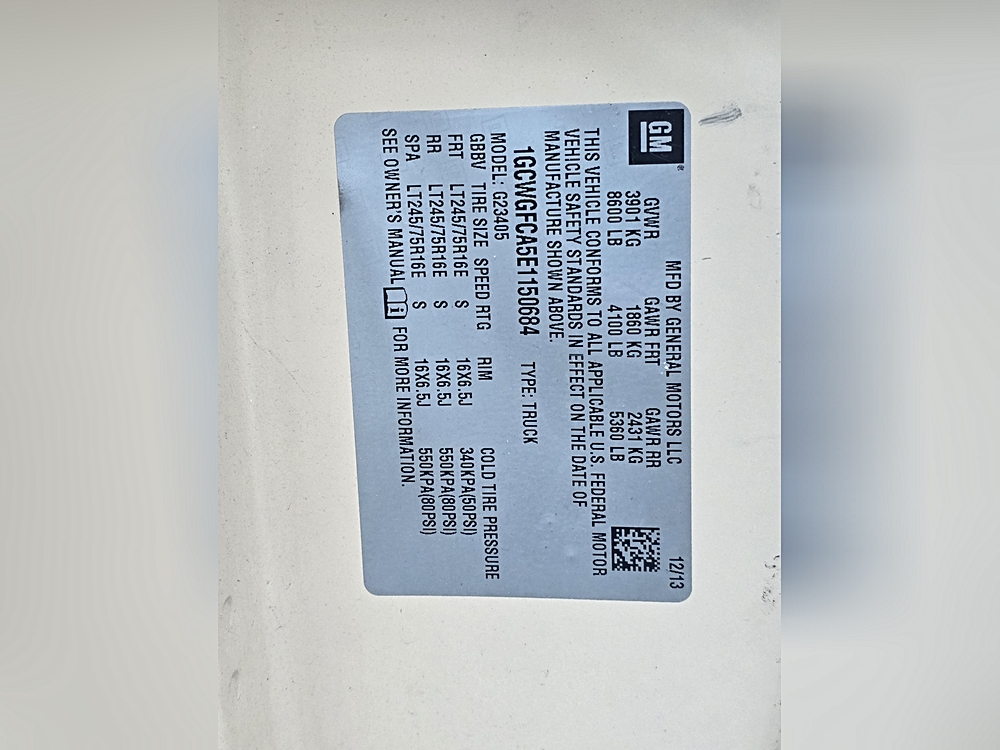 GM®
MFD BY GENERAL MOTORS LLC 12/13
GVWR GAWR FRT GAWR RR
3901 KG 1860 KG 2431 KG
8600 LB 4100 LB 5360 LB
THIS VEHICLE CONFORMS TO ALL APPLICABLE U.S. FEDERAL MOTOR
VEHICLE SAFETY STANDARDS IN EFFECT ON THE DATE OF
MANUFACTURE SHOWN ABOVE.
1GCWGFCA5E1150684 TYPE: TRUCK
MODEL: G23405
GBBV TIRE SIZE SPEED RTG RIM COLD TIRE PRESSURE
FRT LT245/75R16E S 16X6.5J 340KPA(50PSI)
RR LT245/75R16E S 16X6.5J 550KPA(80PSI)
SPA LT245/75R16E S 16X6.5J 550KPA(80PSI)
SEE OWNER'S MANUAL i FOR MORE INFORMATION.